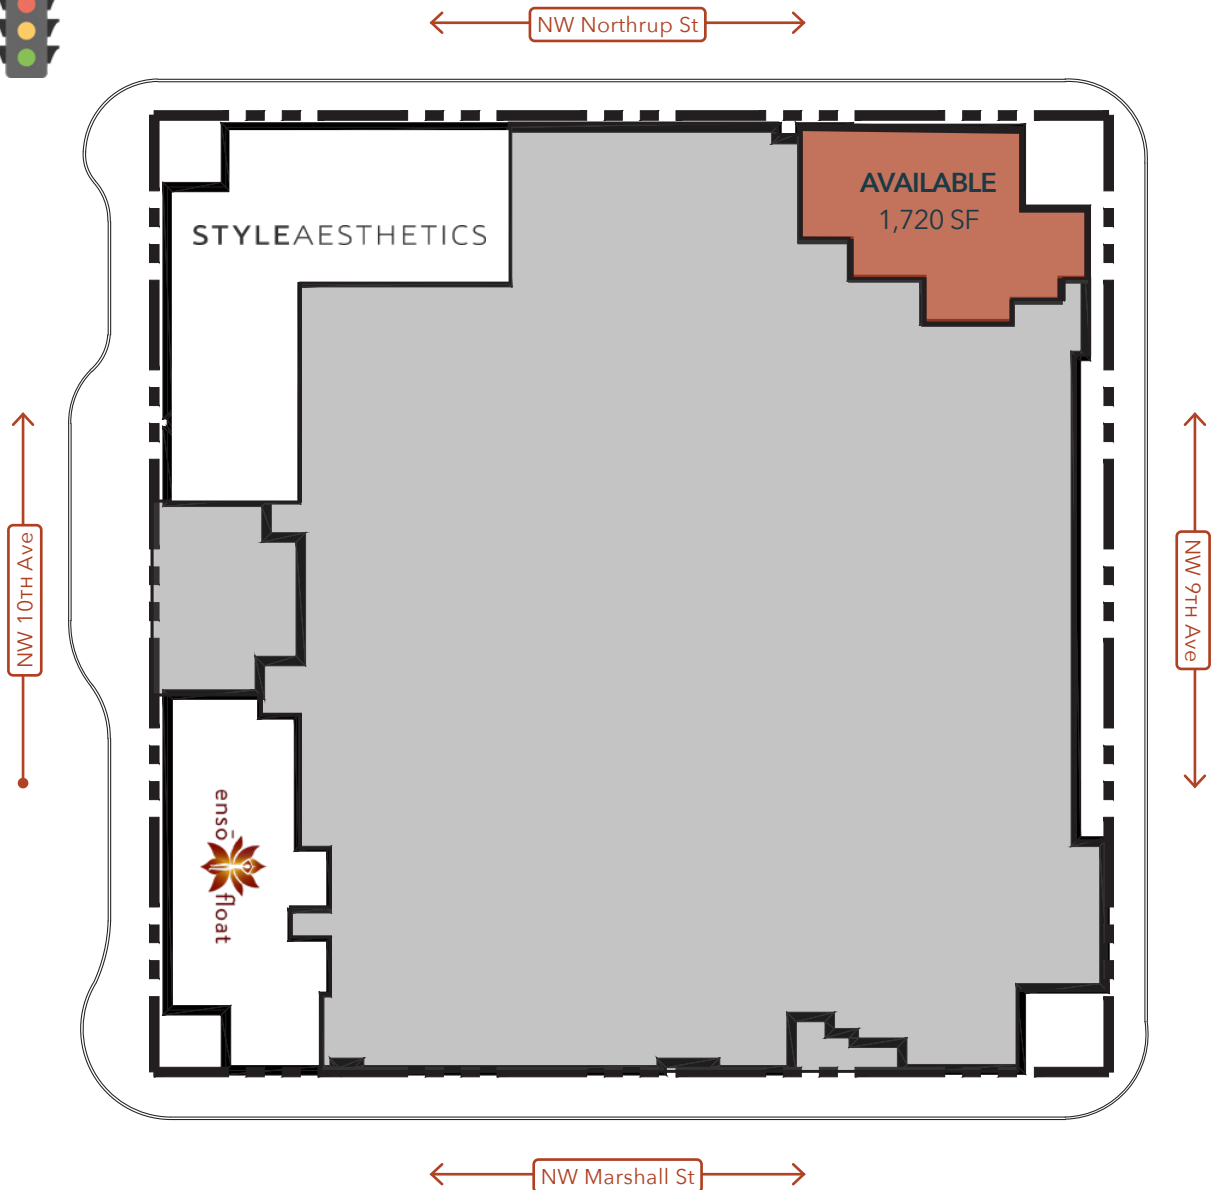 NW Northrup St
AVAILABLE
1,720 SF
STYLEAESTHETICS
NW 10TH Ave
NW 9TH Ave
ensō
float
NW Marshall St